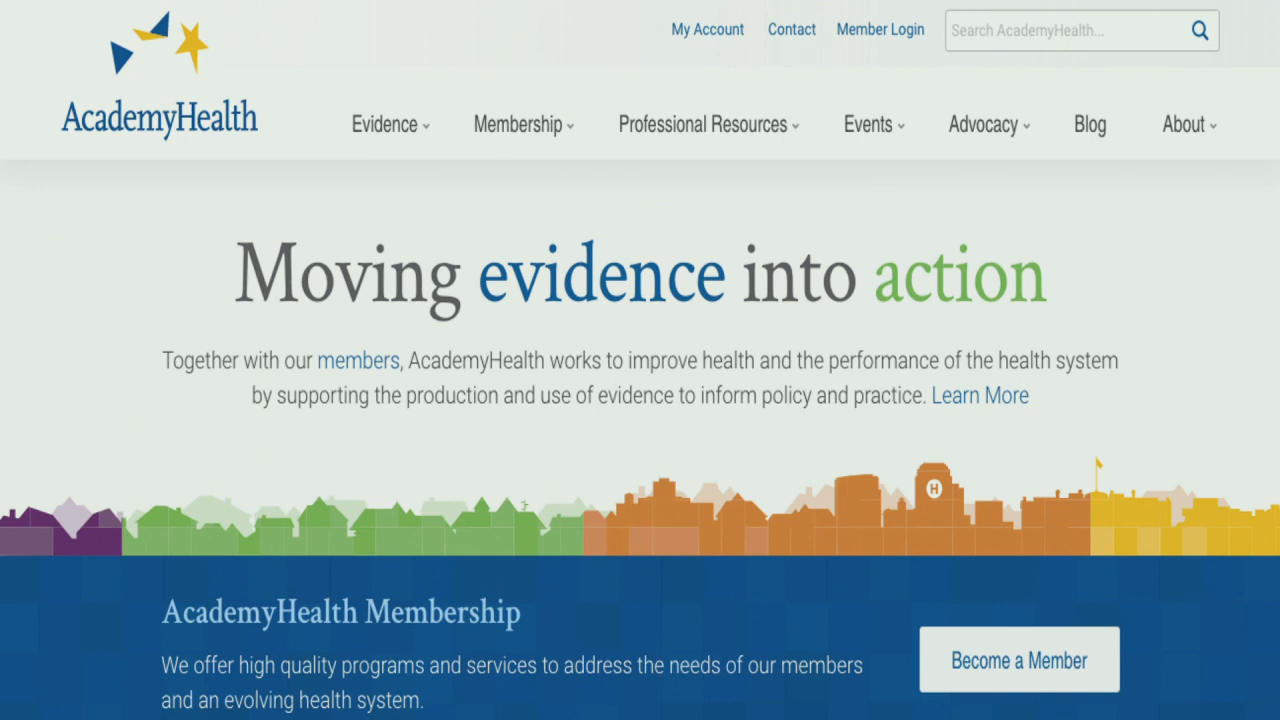 My Account Contact Member Login Search AcademyHealth...
AcademyHealth
Evidence Membership Professional Resources Events Advocacy Blog About
Moving evidence into action
Together with our members, AcademyHealth works to improve health and the performance of the health system
by supporting the production and use of evidence to inform policy and practice. Learn More
H
AcademyHealth Membership
We offer high quality programs and services to address the needs of our members
and an evolving health system.
Become a Member